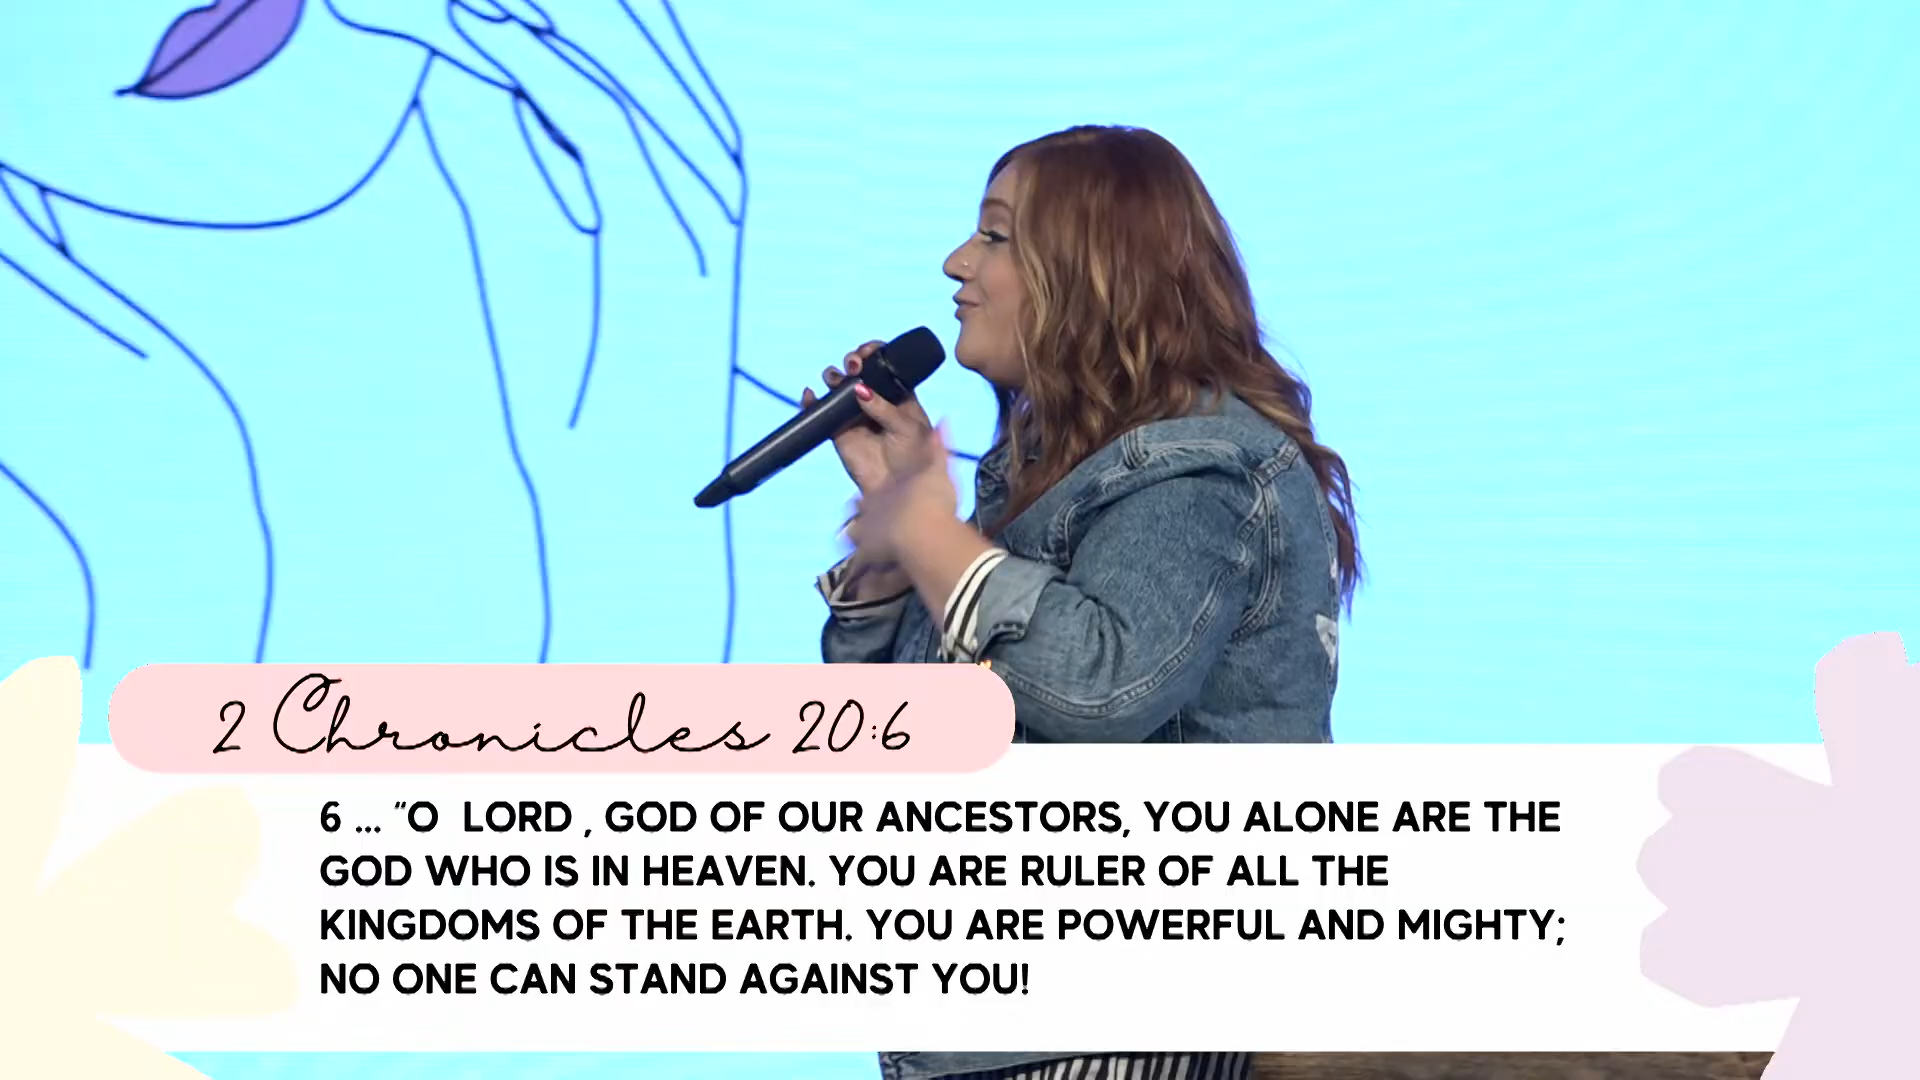 2 Chronicles 20:6
6 ... “O LORD , GOD OF OUR ANCESTORS, YOU ALONE ARE THE
GOD WHO IS IN HEAVEN. YOU ARE RULER OF ALL THE
KINGDOMS OF THE EARTH. YOU ARE POWERFUL AND MIGHTY;
NO ONE CAN STAND AGAINST YOU!